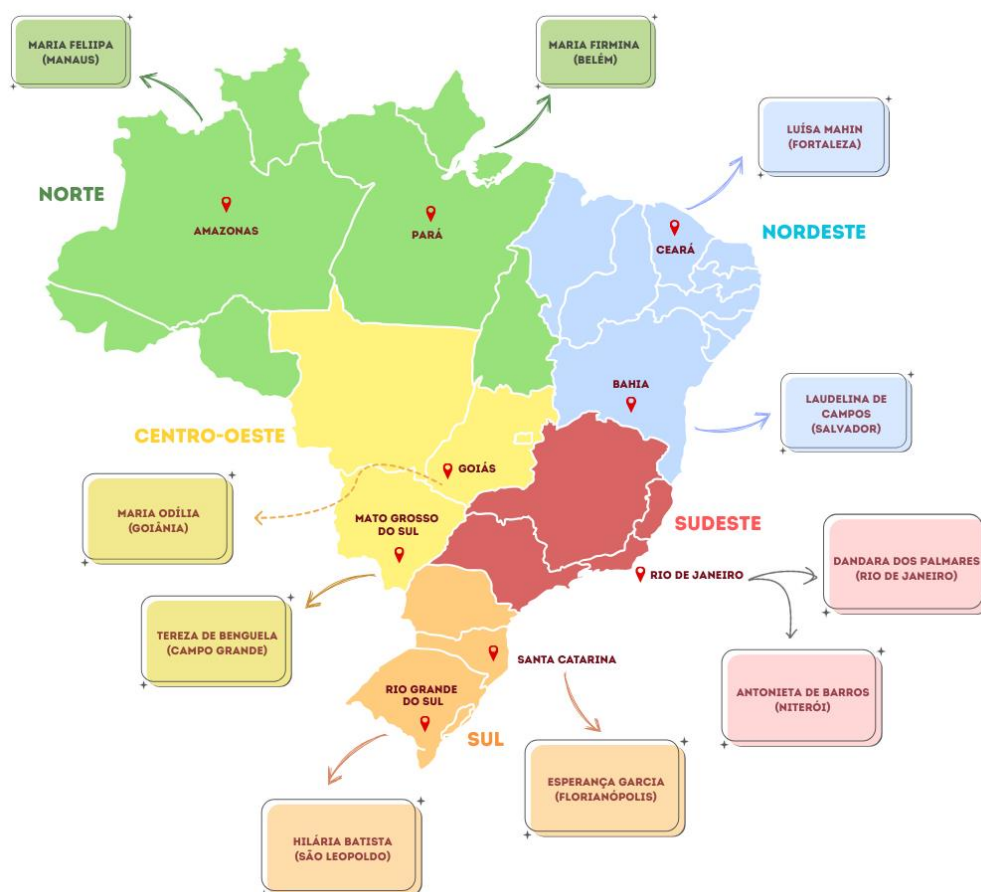 MARIA FELIIPA
(MANAUS)
MARIA FIRMINA
(BELÉM)
LUÍSA MAHIN
(FORTALEZA)
NORTE
AMAZONAS
PARÁ
CEARÁ
NORDESTE
BAHIA
LAUDELINA DE
CAMPOS
(SALVADOR)
CENTRO-OESTE
GOIÁS
MARIA ODÍLIA
(GOIÂNIA)
MATO GROSSO
DO SUL
SUDESTE
RIO DE JANEIRO
DANDARA DOS PALMARES
(RIO DE JANEIRO)
TEREZA DE BENGUELA
(CAMPO GRANDE)
SANTA CATARINA
ANTONIETA DE BARROS
(NITERÓI)
RIO GRANDE
DO SUL
SUL
ESPERANÇA GARCIA
(FLORIANÓPOLIS)
HILÁRIA BATISTA
(SÃO LEOPOLDO)